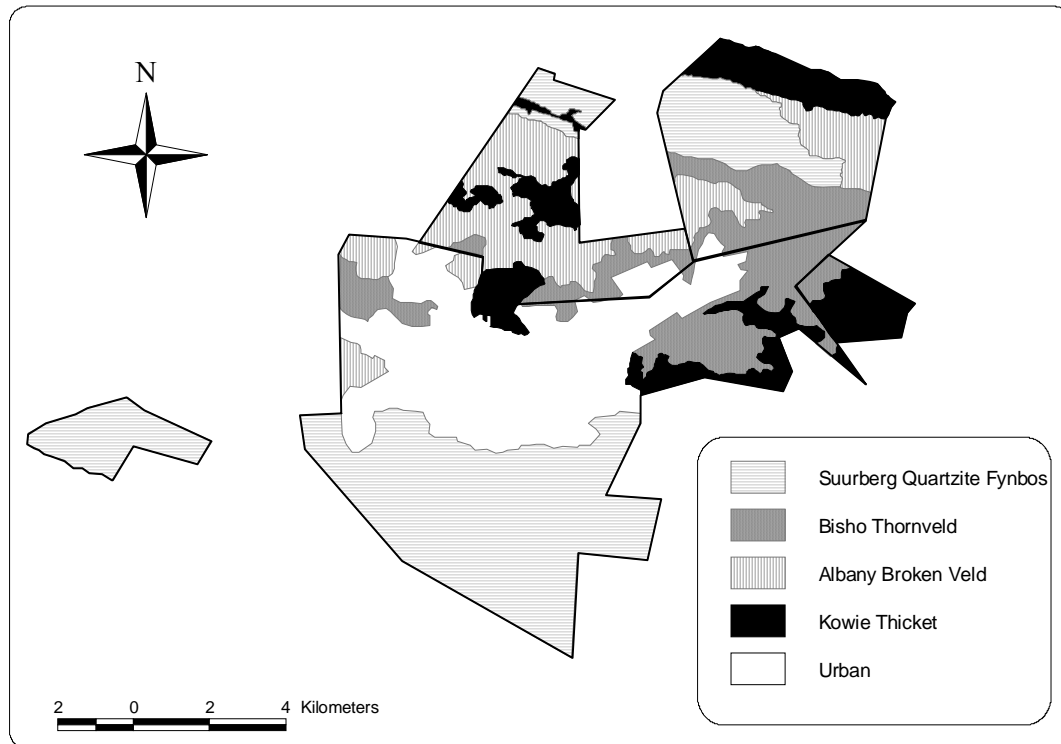 N
Suurberg Quartzite Fynbos
Bisho Thornveld
Albany Broken Veld
Kowie Thicket
Urban
2 0 2 4 Kilometers